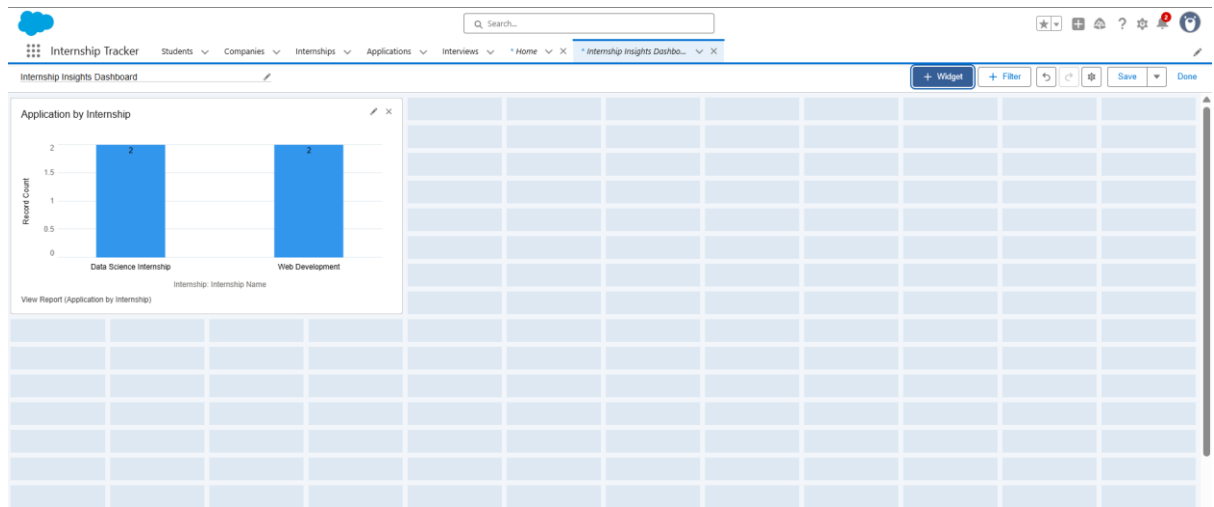 Search...
2
Internship Tracker Students Companies Internships Applications Interviews * Home * Internship Insights Dashbo...
Internship Insights Dashboard + Widget + Filter Save Done
Application by Internship
2
1.5
1
0.5
0
Record Count
2 2
Data Science Internship Web Development
Internship: Internship Name
View Report (Application by Internship)